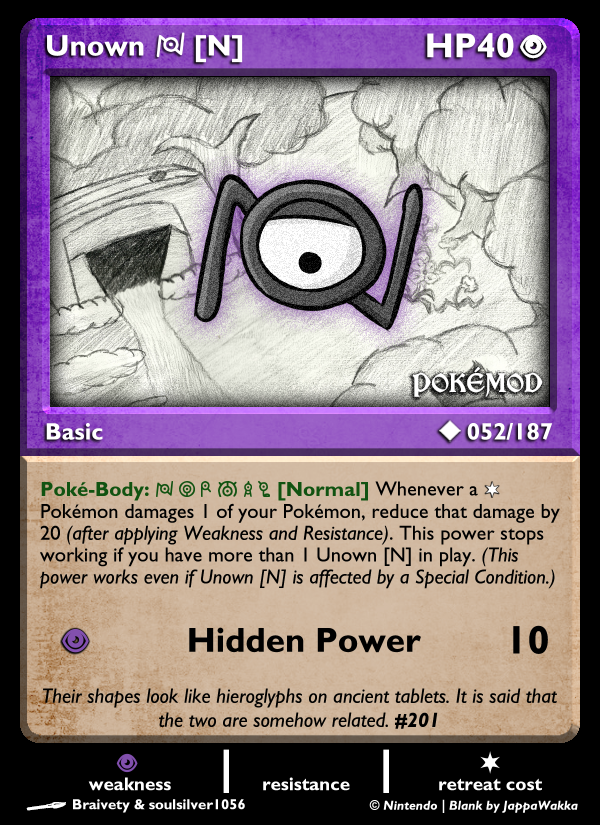 Unown [N] HP40
POKÉMOD
Basic 052/187
Poké-Body: [Normal] Whenever a
Pokémon damages 1 of your Pokémon, reduce that damage by
20 (after applying Weakness and Resistance). This power stops
working if you have more than 1 Unown [N] in play. (This
power works even if Unown [N] is affected by a Special Condition.)
Hidden Power 10
Their shapes look like hieroglyphs on ancient tablets. It is said that
the two are somehow related. #201
weakness resistance retreat cost
Braivety & soulsilver1056 © Nintendo | Blank by JappaWakka